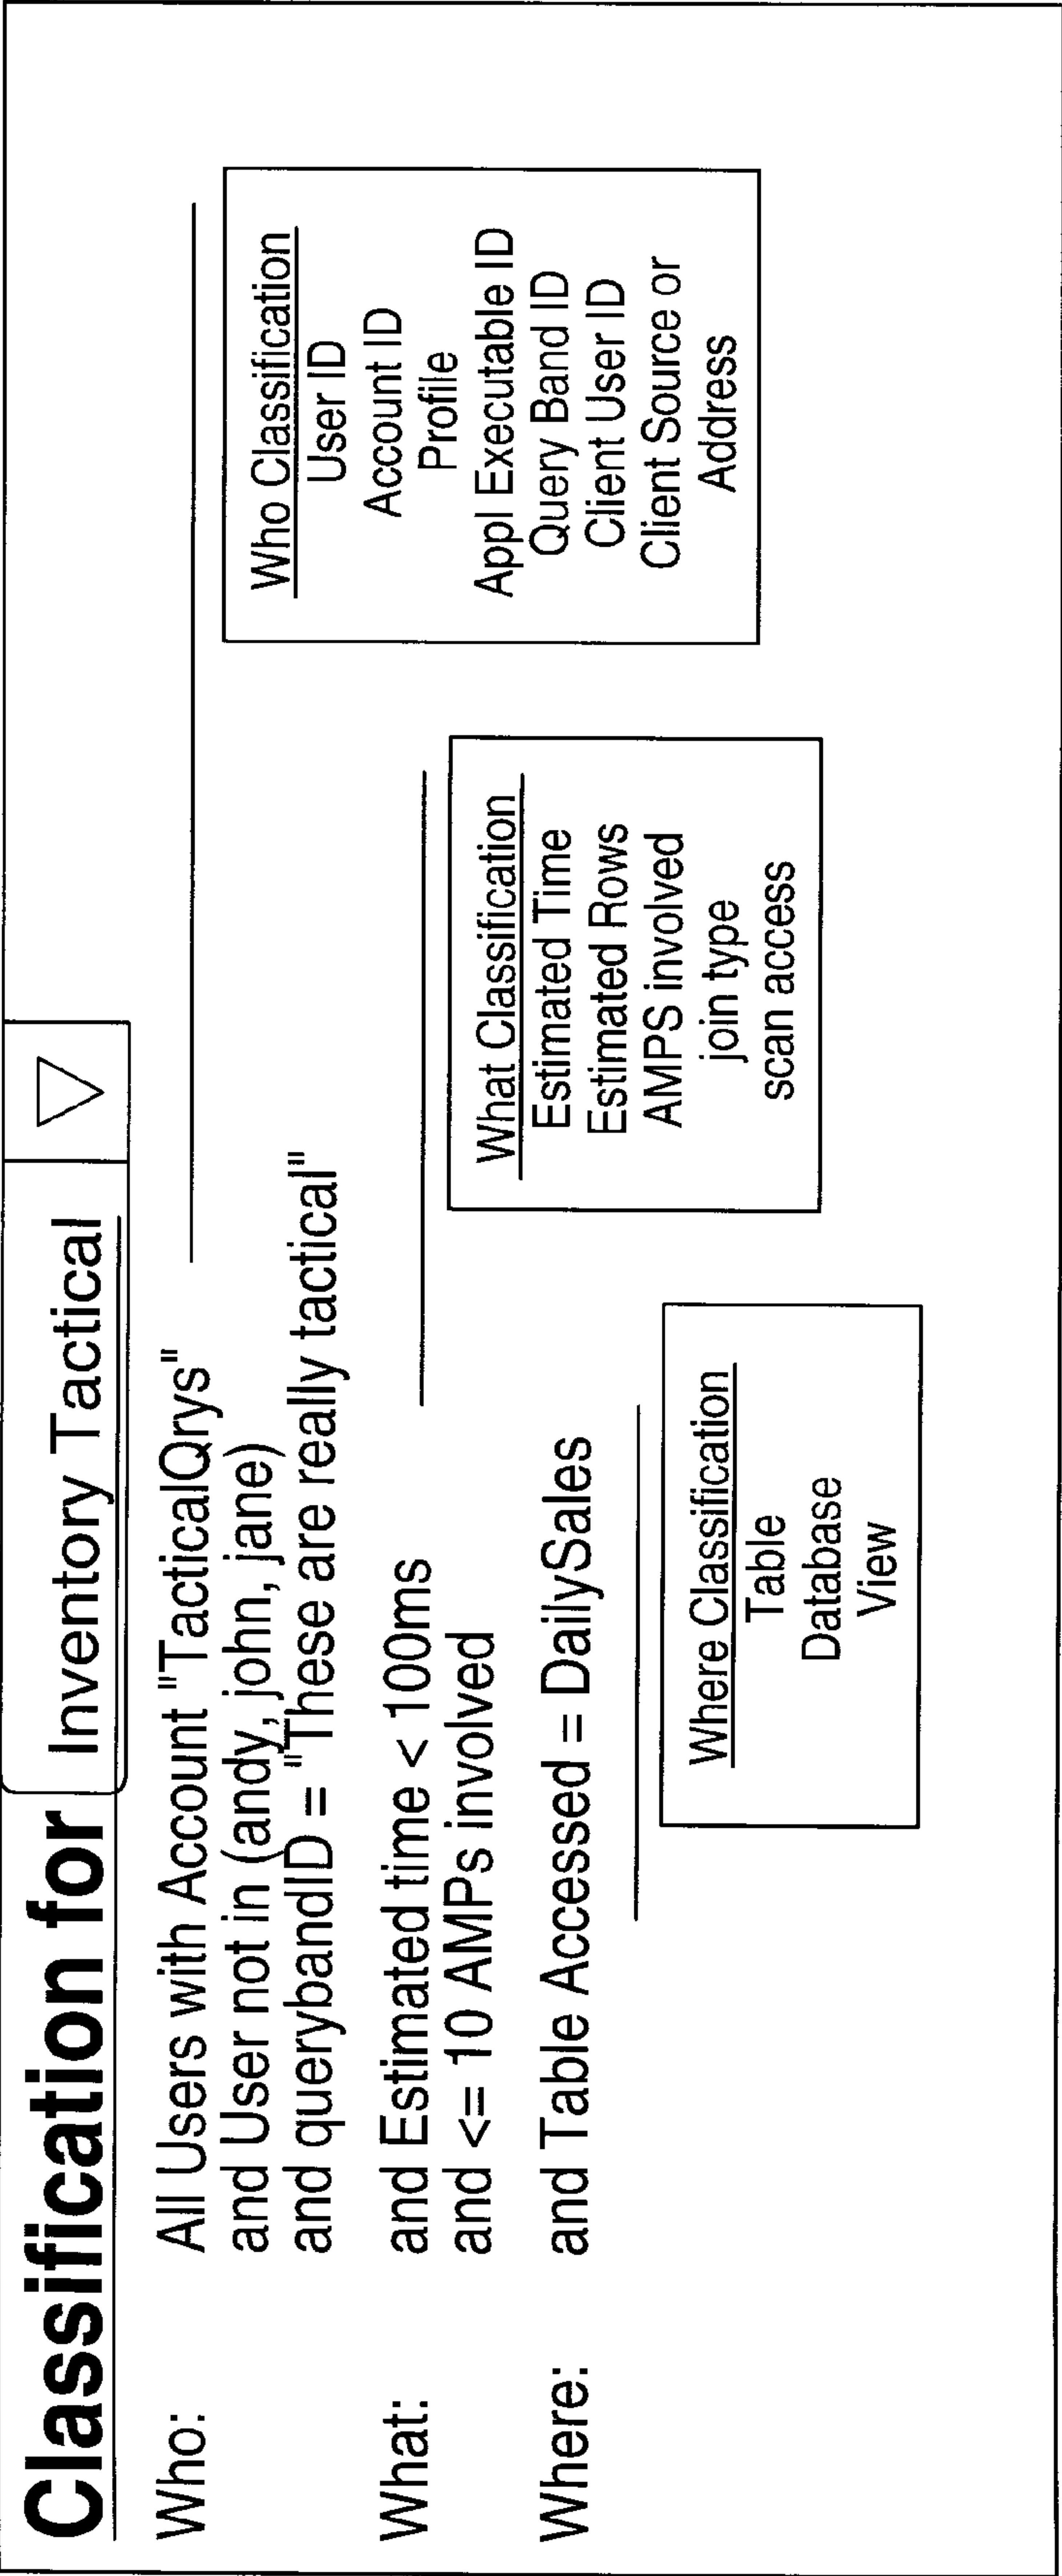 Classification for Inventory Tactical
Who: All Users with Account "TacticalQrys"
and User not in (andy, john, jane)
and querybandID = "These are really tactical"
What: and Estimated time < 100ms
and <= 10 AMPs involved
Where: and Table Accessed = DailySales
Where Classification
Table
Database
View
What Classification
Estimated Time
Estimated Rows
AMPS involved
join type
scan access
Who Classification
User ID
Account ID
Profile
Appl Executable ID
Query Band ID
Client User ID
Client Source or
Address